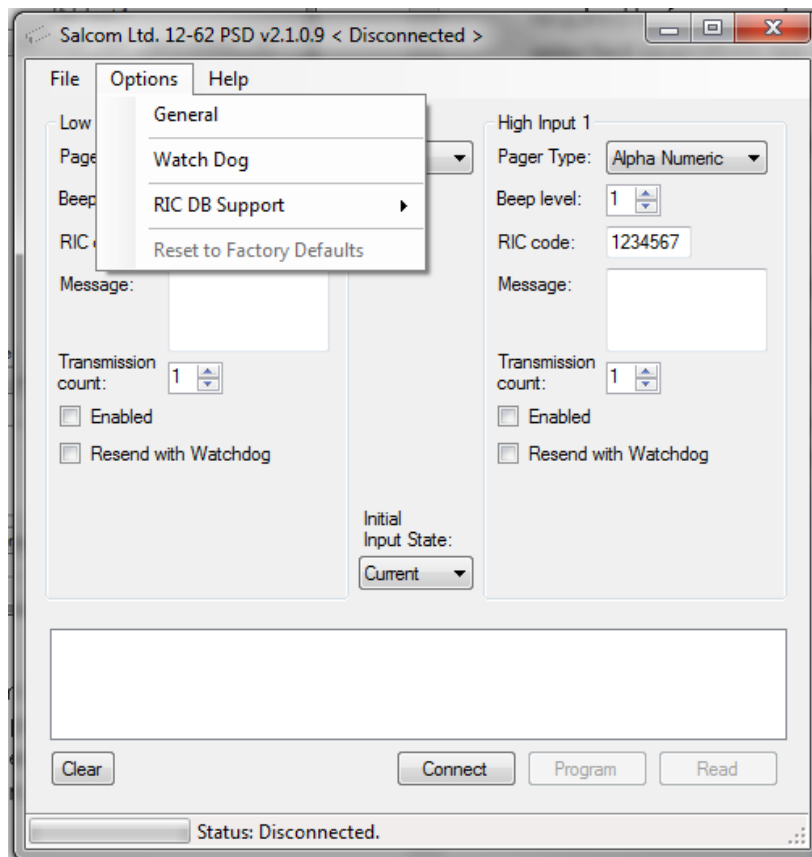 Salcom Ltd. 12-62 PSD v2.1.0.9 < Disconnected >
File Options Help
General
Watch Dog
RIC DB Support
Reset to Factory Defaults
Low
Page
Beep
RIC
Message:
Transmission
count: 1
Enabled
Resend with Watchdog
Initial
Input State:
Current
High Input 1
Pager Type: Alpha Numeric
Beep level: 1
RIC code: 1234567
Message:
Transmission
count: 1
Enabled
Resend with Watchdog
Clear Connect Program Read
Status: Disconnected.